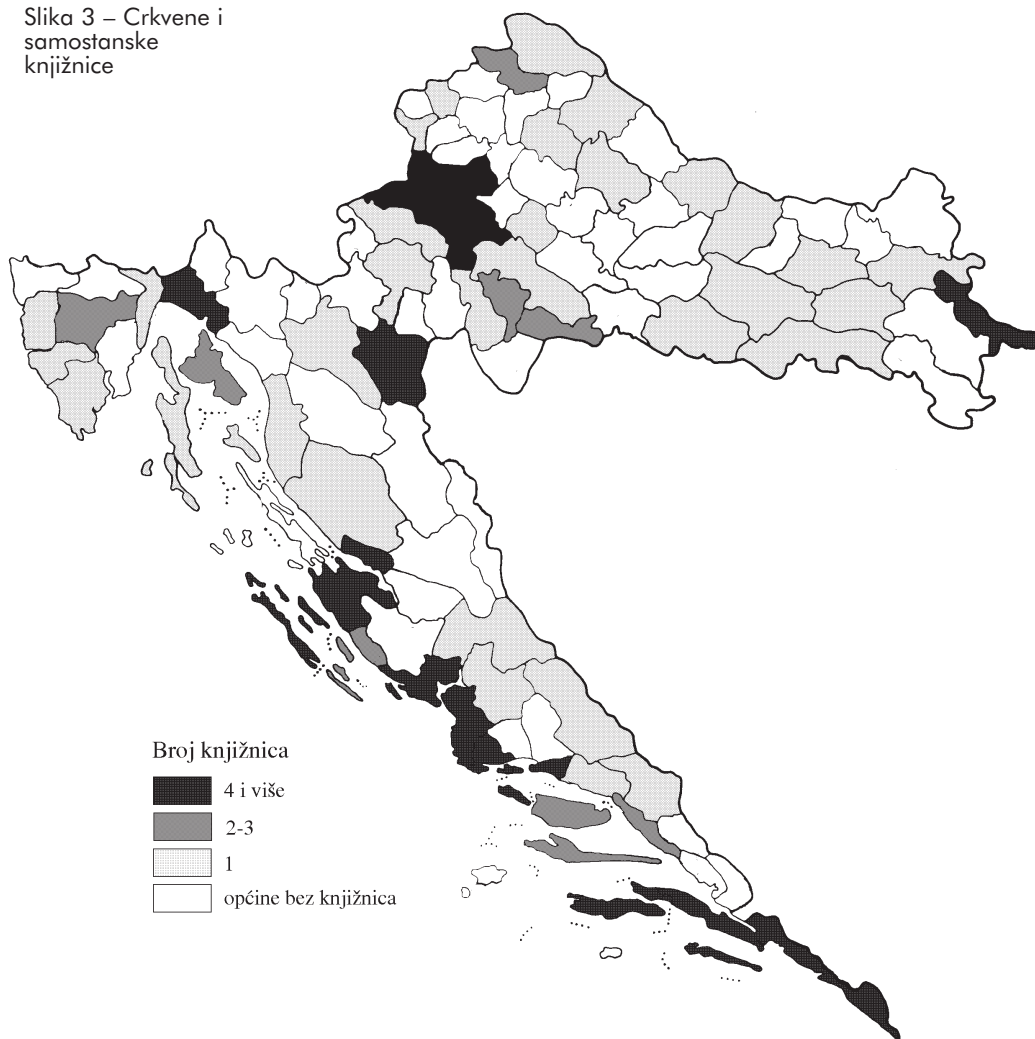 Slika 3 – Crkvene i
samostanske
knjižnice
Broj knjižnica
4 i više
2-3
1
općine bez knjižnica